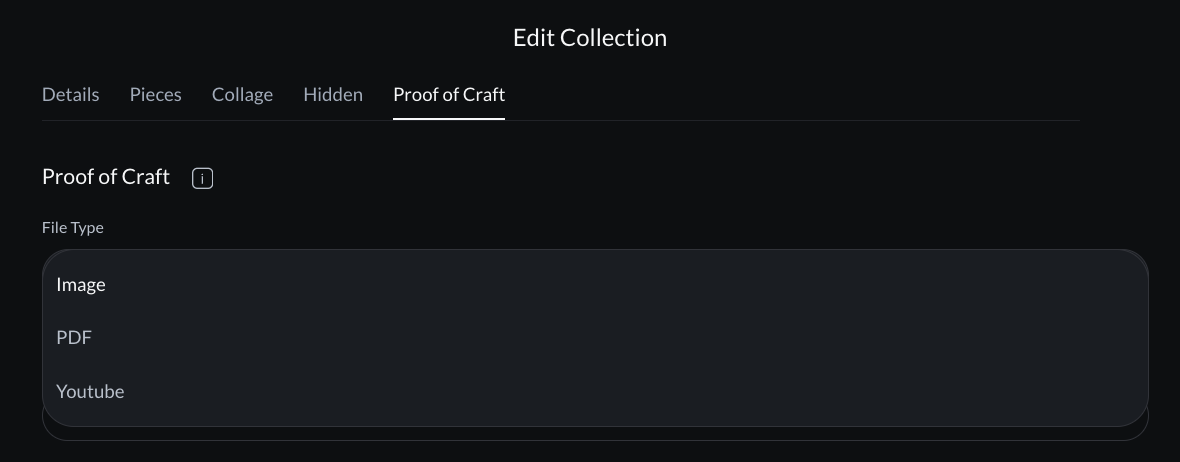 Edit Collection
Details Pieces Collage Hidden Proof of Craft
Proof of Craft i
File Type
Image
PDF
Youtube